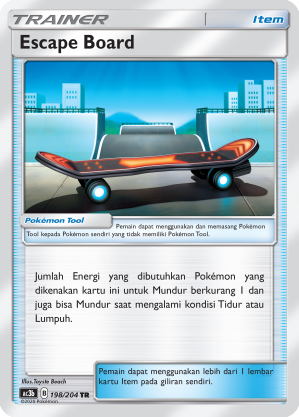 TRAINER
Item
Escape Board
Pokémon Tool
Pemain dapat menggunakan dan memasang Pokémon
Tool kepada Pokémon sendiri yang tidak memiliki Pokémon Tool.
Jumlah Energi yang dibutuhkan Pokémon yang
dikenakan kartu ini untuk Mundur berkurang 1 dan
juga bisa Mundur saat mengalami kondisi Tidur atau
Lumpuh.
Pemain dapat menggunakan lebih dari 1 lembar
kartu Item pada giliran sendiri.
Illus.Toyste Beach
AC3b D 198/204 TR
©2020 Pokémon